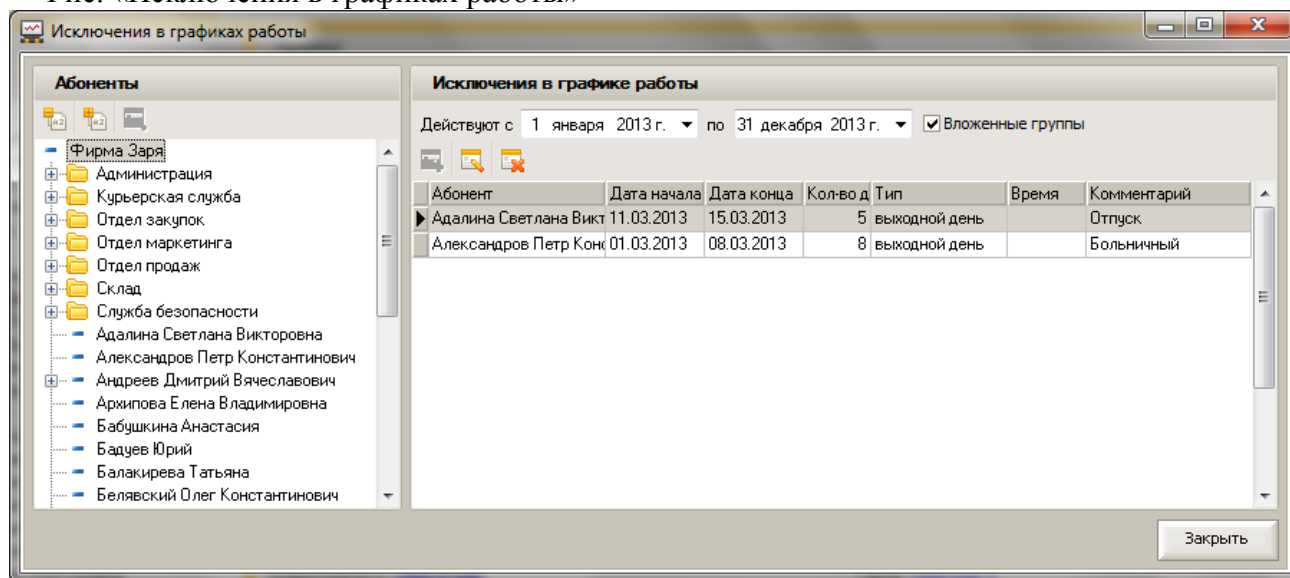 Рис. «Исключения в графиках работы»
Исключения в графиках работы
Абоненты
Фирма Заря
Администрация
Курьерская служба
Отдел закупок
Отдел маркетинга
Отдел продаж
Склад
Служба безопасности
Адалина Светлана Викторовна
Александров Петр Константинович
Андреев Дмитрий Вячеславович
Архипова Елена Владимировна
Бабушкина Анастасия
Бадуев Юрий
Балакирева Татьяна
Белявский Олег Константинович
Исключения в графике работы
Действуют с 1 января 2013 г. по 31 декабря 2013 г. Вложенные группы
Абонент Дата начала Дата конца Кол-во д Тип Время Комментарий
Адалина Светлана Викт 11.03.2013 15.03.2013 5 выходной день Отпуск
Александров Петр Конс 01.03.2013 08.03.2013 8 выходной день Больничный
Закрыть